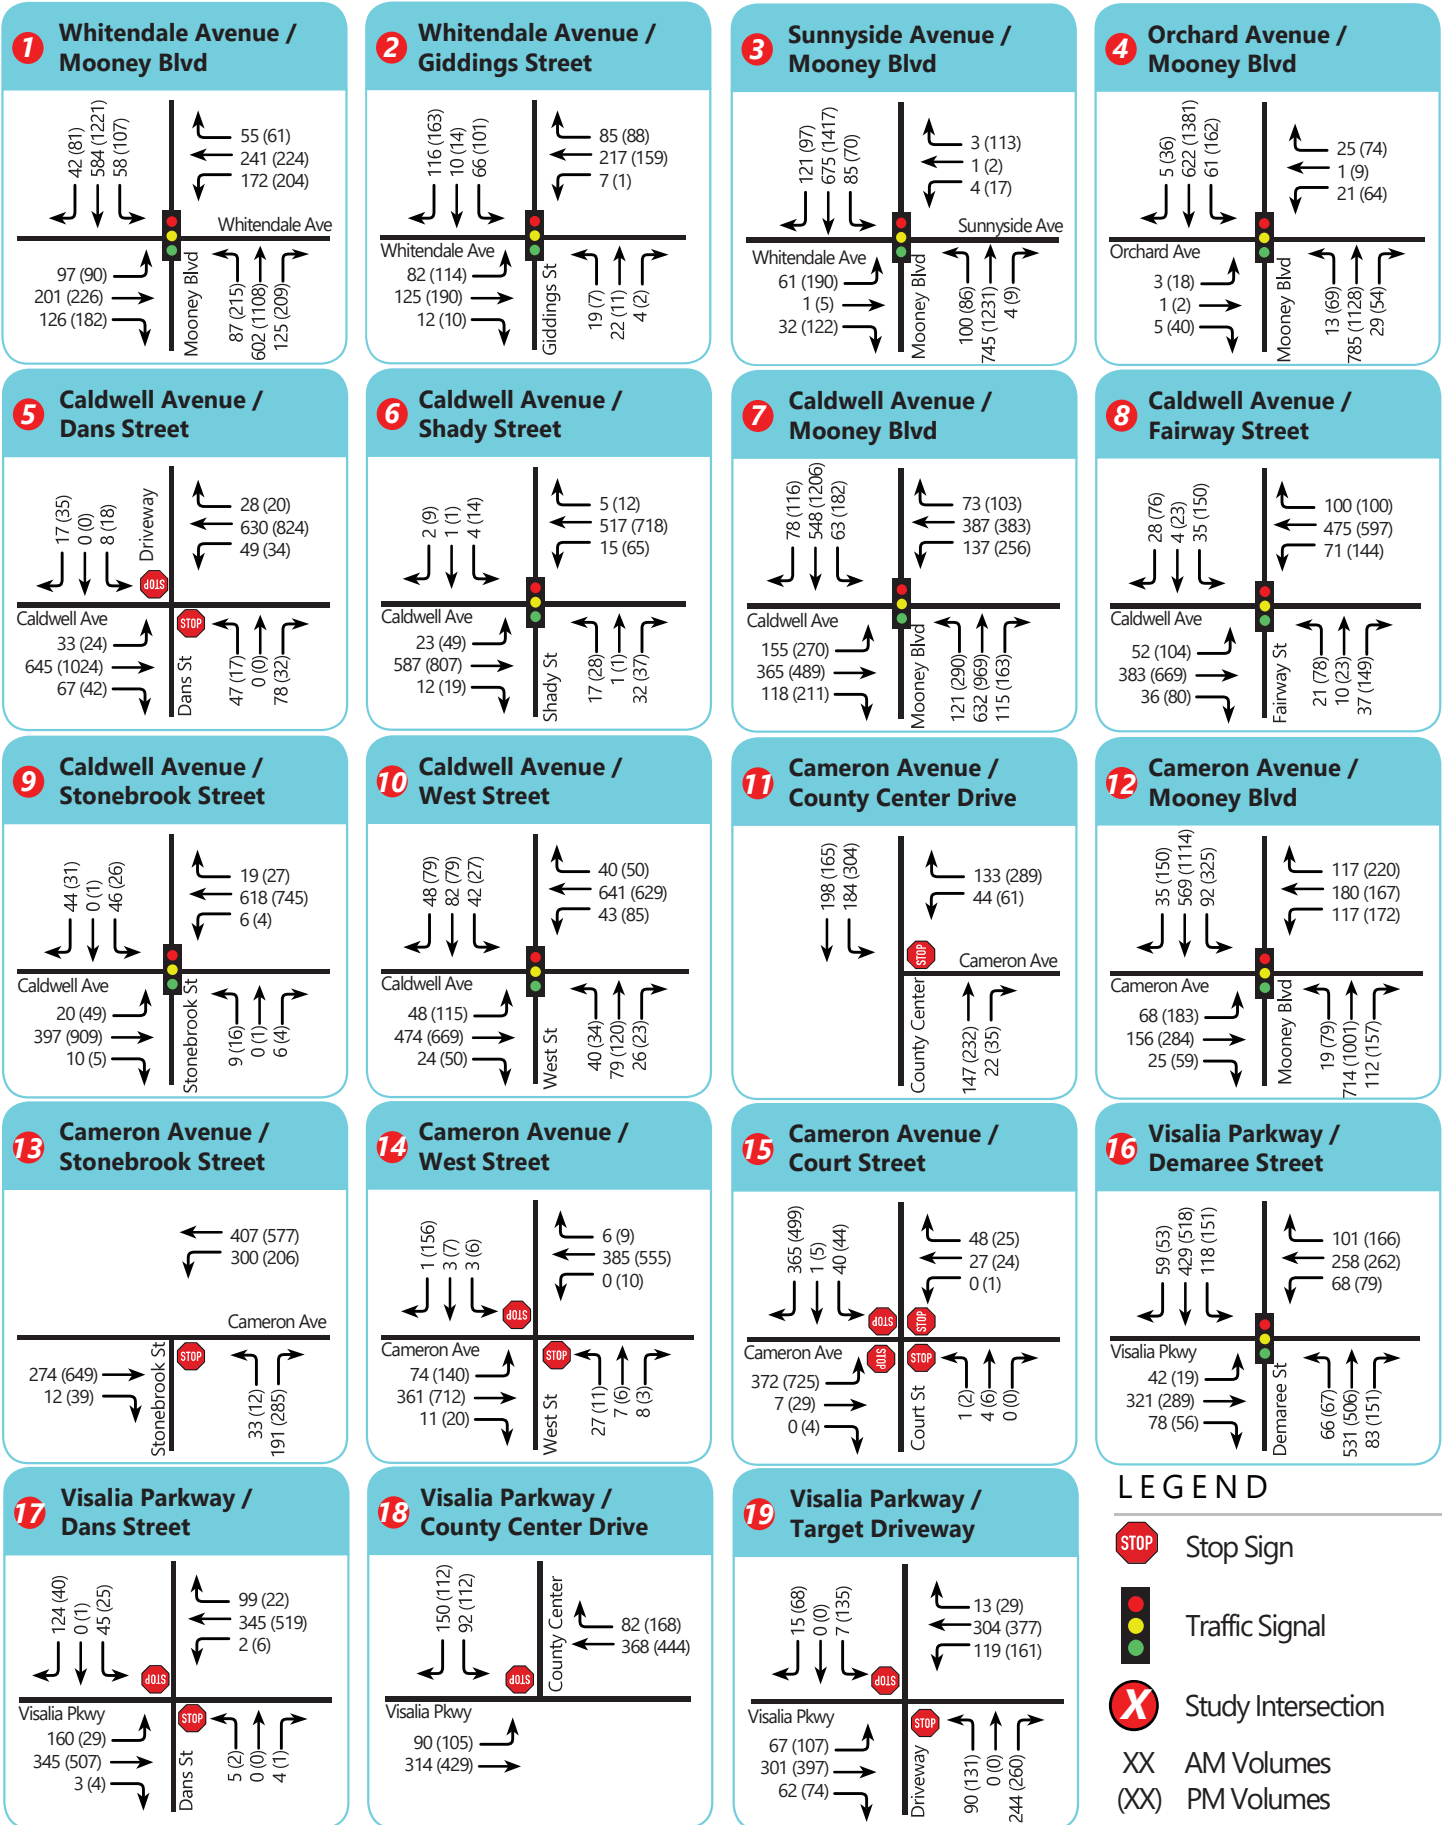 1
Whitendale Avenue /
Mooney Blvd
42 (81)
584 (1221)
58 (107)
55 (61)
241 (224)
172 (204)
Whitendale Ave
97 (90)
201 (226)
126 (182)
Mooney Blvd
87 (215)
602 (1108)
125 (209)
2
Whitendale Avenue /
Giddings Street
116 (163)
10 (14)
66 (101)
85 (88)
217 (159)
7 (1)
Whitendale Ave
82 (114)
125 (190)
12 (10)
Giddings St
19 (7)
22 (11)
4 (2)
3
Sunnyside Avenue /
Mooney Blvd
121 (97)
675 (1417)
85 (70)
3 (113)
1 (2)
4 (17)
Sunnyside Ave
Whitendale Ave
61 (190)
1 (5)
32 (122)
Mooney Blvd
100 (86)
745 (1231)
4 (9)
4
Orchard Avenue /
Mooney Blvd
5 (36)
622 (1381)
61 (162)
25 (74)
1 (9)
21 (64)
Orchard Ave
3 (18)
1 (2)
5 (40)
Mooney Blvd
13 (69)
785 (1128)
29 (54)
5
Caldwell Avenue /
Dans Street
17 (35)
0 (0)
8 (18)
Driveway
28 (20)
630 (824)
49 (34)
STOP
Caldwell Ave
STOP
33 (24)
645 (1024)
67 (42)
Dans St
47 (17)
0 (0)
78 (32)
6
Caldwell Avenue /
Shady Street
2 (9)
1 (1)
4 (14)
5 (12)
517 (718)
15 (65)
Caldwell Ave
23 (49)
587 (807)
12 (19)
Shady St
17 (28)
1 (1)
32 (37)
7
Caldwell Avenue /
Mooney Blvd
78 (116)
548 (1206)
63 (182)
73 (103)
387 (383)
137 (256)
Caldwell Ave
155 (270)
365 (489)
118 (211)
Mooney Blvd
121 (290)
632 (969)
115 (163)
8
Caldwell Avenue /
Fairway Street
28 (76)
4 (23)
35 (150)
100 (100)
475 (597)
71 (144)
Caldwell Ave
52 (104)
383 (669)
36 (80)
Fairway St
21 (78)
10 (23)
37 (149)
9
Caldwell Avenue /
Stonebrook Street
44 (31)
0 (1)
46 (26)
19 (27)
618 (745)
6 (4)
Caldwell Ave
20 (49)
397 (909)
10 (5)
Stonebrook St
9 (16)
0 (1)
6 (4)
10
Caldwell Avenue /
West Street
48 (79)
82 (79)
42 (27)
40 (50)
641 (629)
43 (85)
Caldwell Ave
48 (115)
474 (669)
24 (50)
West St
40 (34)
79 (120)
26 (23)
11
Cameron Avenue /
County Center Drive
198 (165)
184 (304)
133 (289)
44 (61)
STOP
Cameron Ave
County Center
147 (232)
22 (35)
12
Cameron Avenue /
Mooney Blvd
35 (150)
569 (1114)
92 (325)
117 (220)
180 (167)
117 (172)
Cameron Ave
68 (183)
156 (284)
25 (59)
Mooney Blvd
19 (79)
714 (1001)
112 (157)
13
Cameron Avenue /
Stonebrook Street
407 (577)
300 (206)
Cameron Ave
STOP
274 (649)
12 (39)
Stonebrook St
33 (12)
191 (285)
14
Cameron Avenue /
West Street
1 (156)
3 (7)
3 (6)
6 (9)
385 (555)
0 (10)
STOP
Cameron Ave
STOP
74 (140)
361 (712)
11 (20)
West St
27 (11)
7 (6)
8 (3)
15
Cameron Avenue /
Court Street
365 (499)
1 (5)
40 (44)
48 (25)
27 (24)
0 (1)
STOP
STOP
Cameron Ave
STOP
STOP
372 (725)
7 (29)
0 (4)
Court St
1 (2)
4 (6)
0 (0)
16
Visalia Parkway /
Demaree Street
59 (53)
429 (518)
118 (151)
101 (166)
258 (262)
68 (79)
Visalia Pkwy
42 (19)
321 (289)
78 (56)
Demaree St
66 (67)
531 (506)
83 (151)
17
Visalia Parkway /
Dans Street
124 (40)
0 (1)
45 (25)
99 (22)
345 (519)
2 (6)
STOP
Visalia Pkwy
STOP
160 (29)
345 (507)
3 (4)
Dans St
5 (2)
0 (0)
4 (1)
18
Visalia Parkway /
County Center Drive
150 (112)
92 (112)
County Center
82 (168)
368 (444)
STOP
Visalia Pkwy
90 (105)
314 (429)
19
Visalia Parkway /
Target Driveway
15 (68)
0 (0)
7 (135)
13 (29)
304 (377)
119 (161)
STOP
Visalia Pkwy
STOP
67 (107)
301 (397)
62 (74)
Driveway
90 (131)
0 (0)
244 (260)
LEGEND
STOP Stop Sign
Traffic Signal
X Study Intersection
XX AM Volumes
(XX) PM Volumes